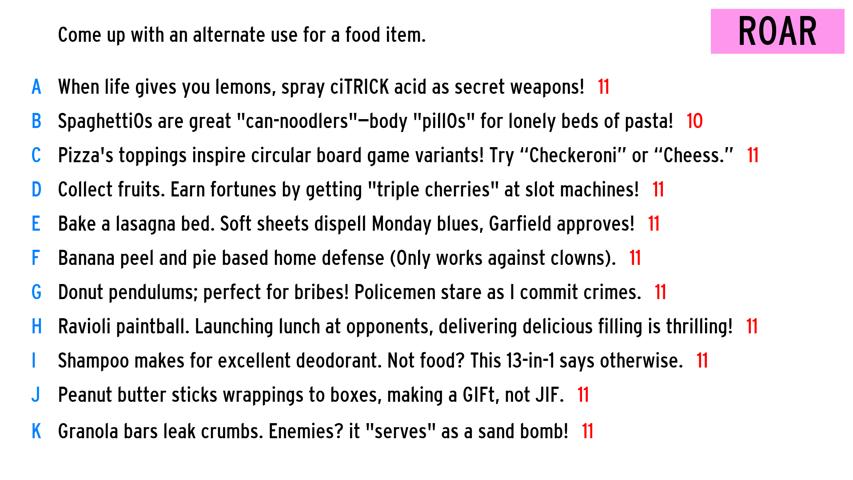 Come up with an alternate use for a food item.
ROAR
A When life gives you lemons, spray ciTRICK acid as secret weapons! 11
B SpaghettiOs are great "can-noodlers"—body "pillOs" for lonely beds of pasta! 10
C Pizza's toppings inspire circular board game variants! Try “Checkeroni” or “Cheess.” 11
D Collect fruits. Earn fortunes by getting "triple cherries" at slot machines! 11
E Bake a lasagna bed. Soft sheets dispell Monday blues, Garfield approves! 11
F Banana peel and pie based home defense (Only works against clowns). 11
G Donut pendulums; perfect for bribes! Policemen stare as I commit crimes. 11
H Ravioli paintball. Launching lunch at opponents, delivering delicious filling is thrilling! 11
I Shampoo makes for excellent deodorant. Not food? This 13-in-1 says otherwise. 11
J Peanut butter sticks wrappings to boxes, making a GIFt, not JIF. 11
K Granola bars leak crumbs. Enemies? it "serves" as a sand bomb! 11